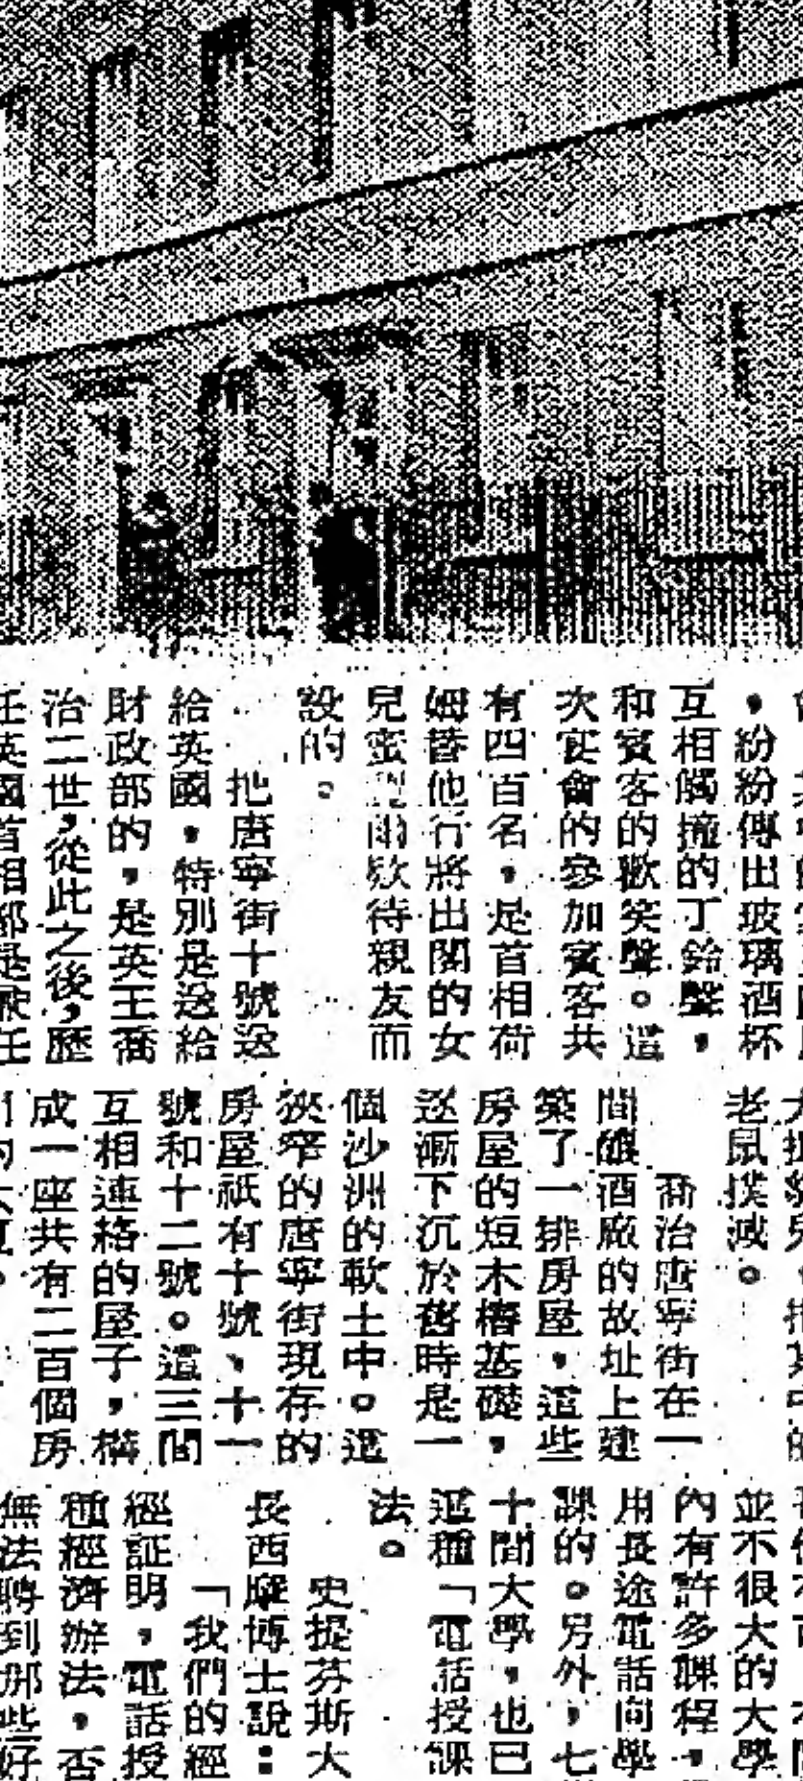 ，紛紛傳出玻璃酒杯
互相觸撞的丁鈴聲，
和賓客的歡笑聲。這
次宴會的參加賓客共
有四百名，是首相荷
姆替他行將出閣的女
兒蜜爾欵待親友而
設的。
把唐寧街十號送
給英國，特別是送給
財政部的，是英王喬
治二世，從此之後，歷
任英國首相都是被任
老鼠撲滅。
喬治唐寧街在一
間釀酒廠的故址上建
築了一排房屋，這些
房屋的短木樁基礎，
逐漸下沉於舊時是一
個沙洲的軟土中。這
狹窄的唐寧街現存的
房屋祇有十號、十一
號和十二號。這三間
互相連絡的屋子，構
成一座共有二百個房
並不很大的大學
內有許多課程，
用長途電話向學
課的。另外，七
十間大學，也已
這種「電話授課
法。
史提芬斯大
長西龐博士說：
「我們的經
經証明，電話授
種經濟辦法，否
無法聘到那些好